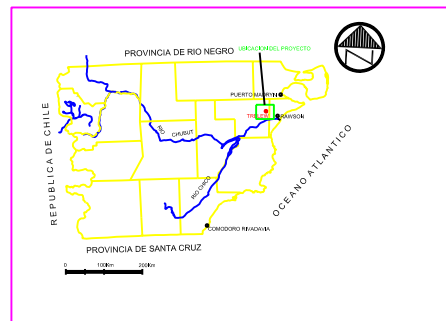 UBICACION DEL PROYECTO
PROVINCIA DE RIO NEGRO
PUERTO MADRYN
TRELEW
RAWSON
REPUBLICA DE CHILE
RIO CHUBUT
RIO CHICO
OCEANO ATLANTICO
COMODORO RIVADAVIA
PROVINCIA DE SANTA CRUZ
0 100Km 200Km